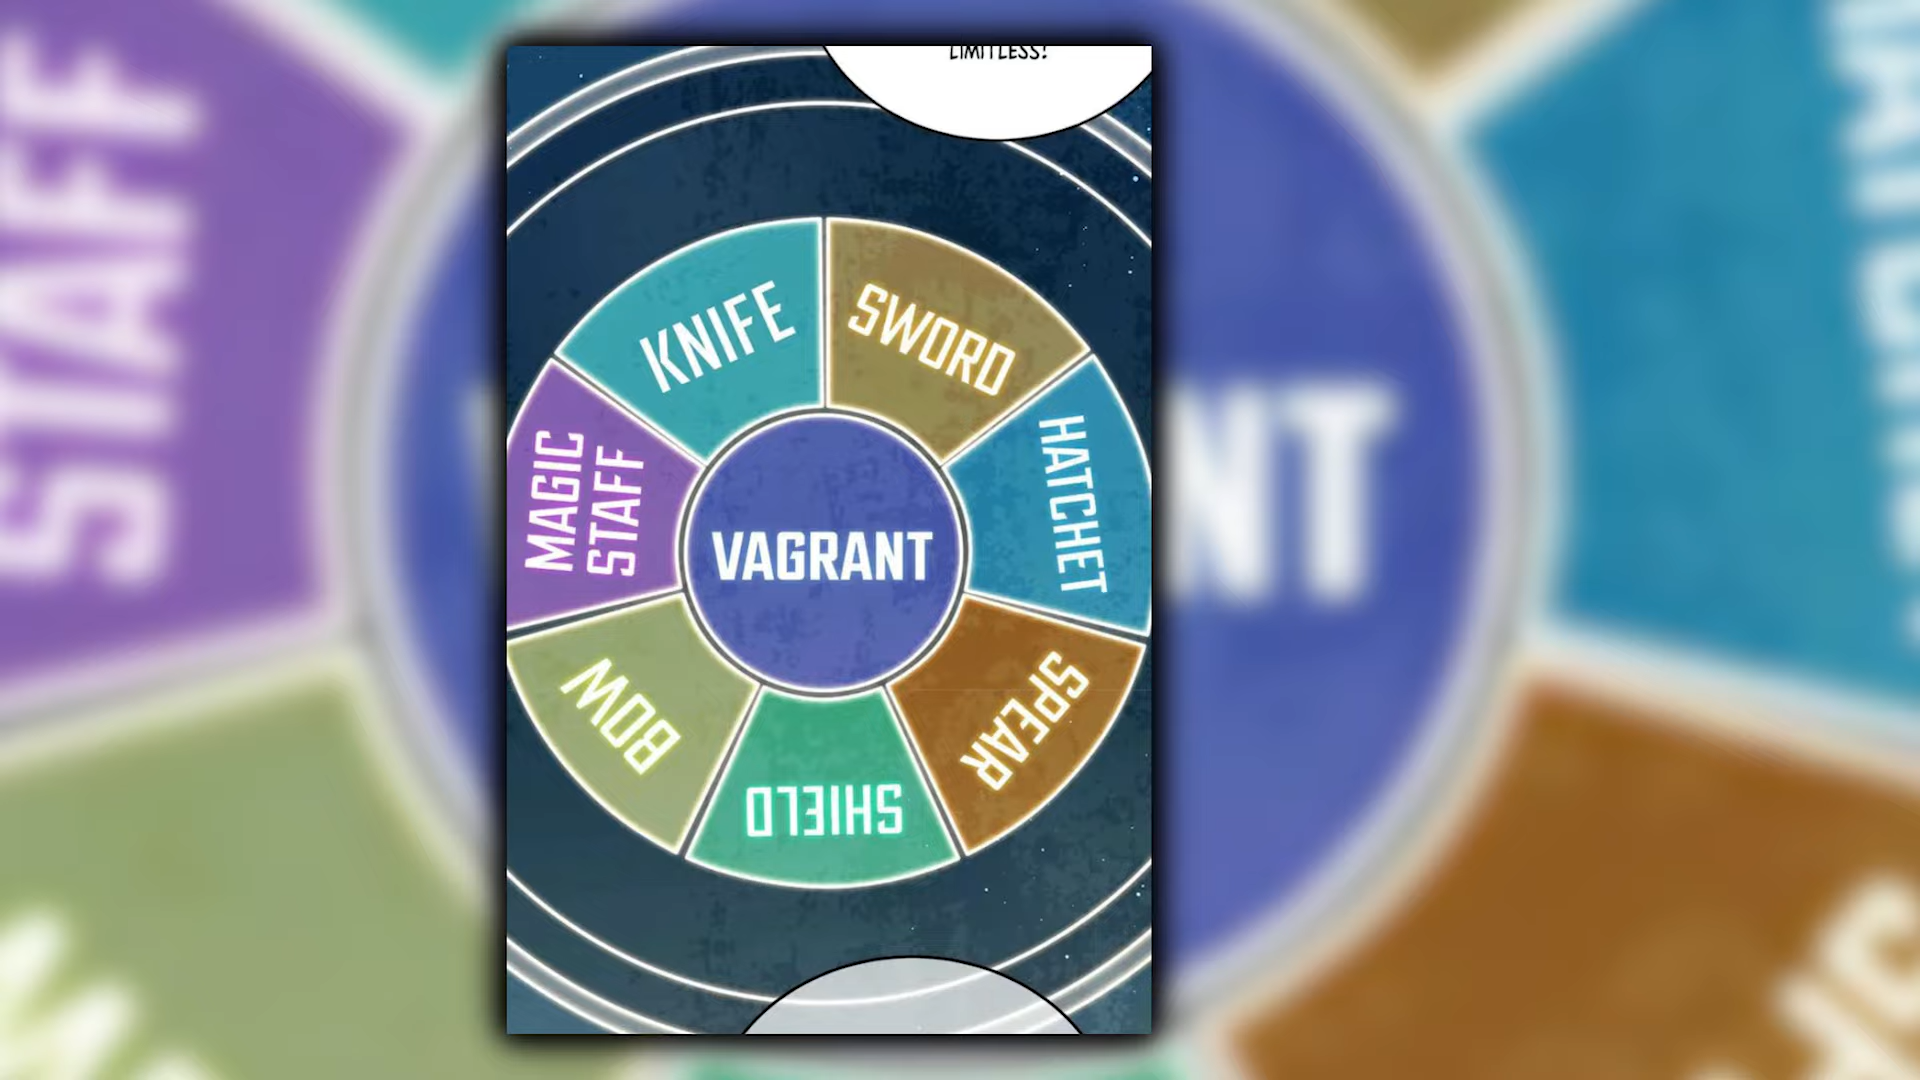 LIMITLESS!
KNIFE
SWORD
MAGIC
STAFF
HATCHET
VAGRANT
BOW
SPEAR
SHIELD